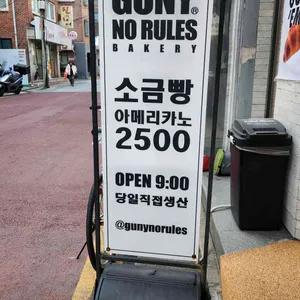 GUNY®
NO RULES
BAKERY
소금빵
아메리카노
2500
OPEN 9:00
당일직접생산
@gunynorules